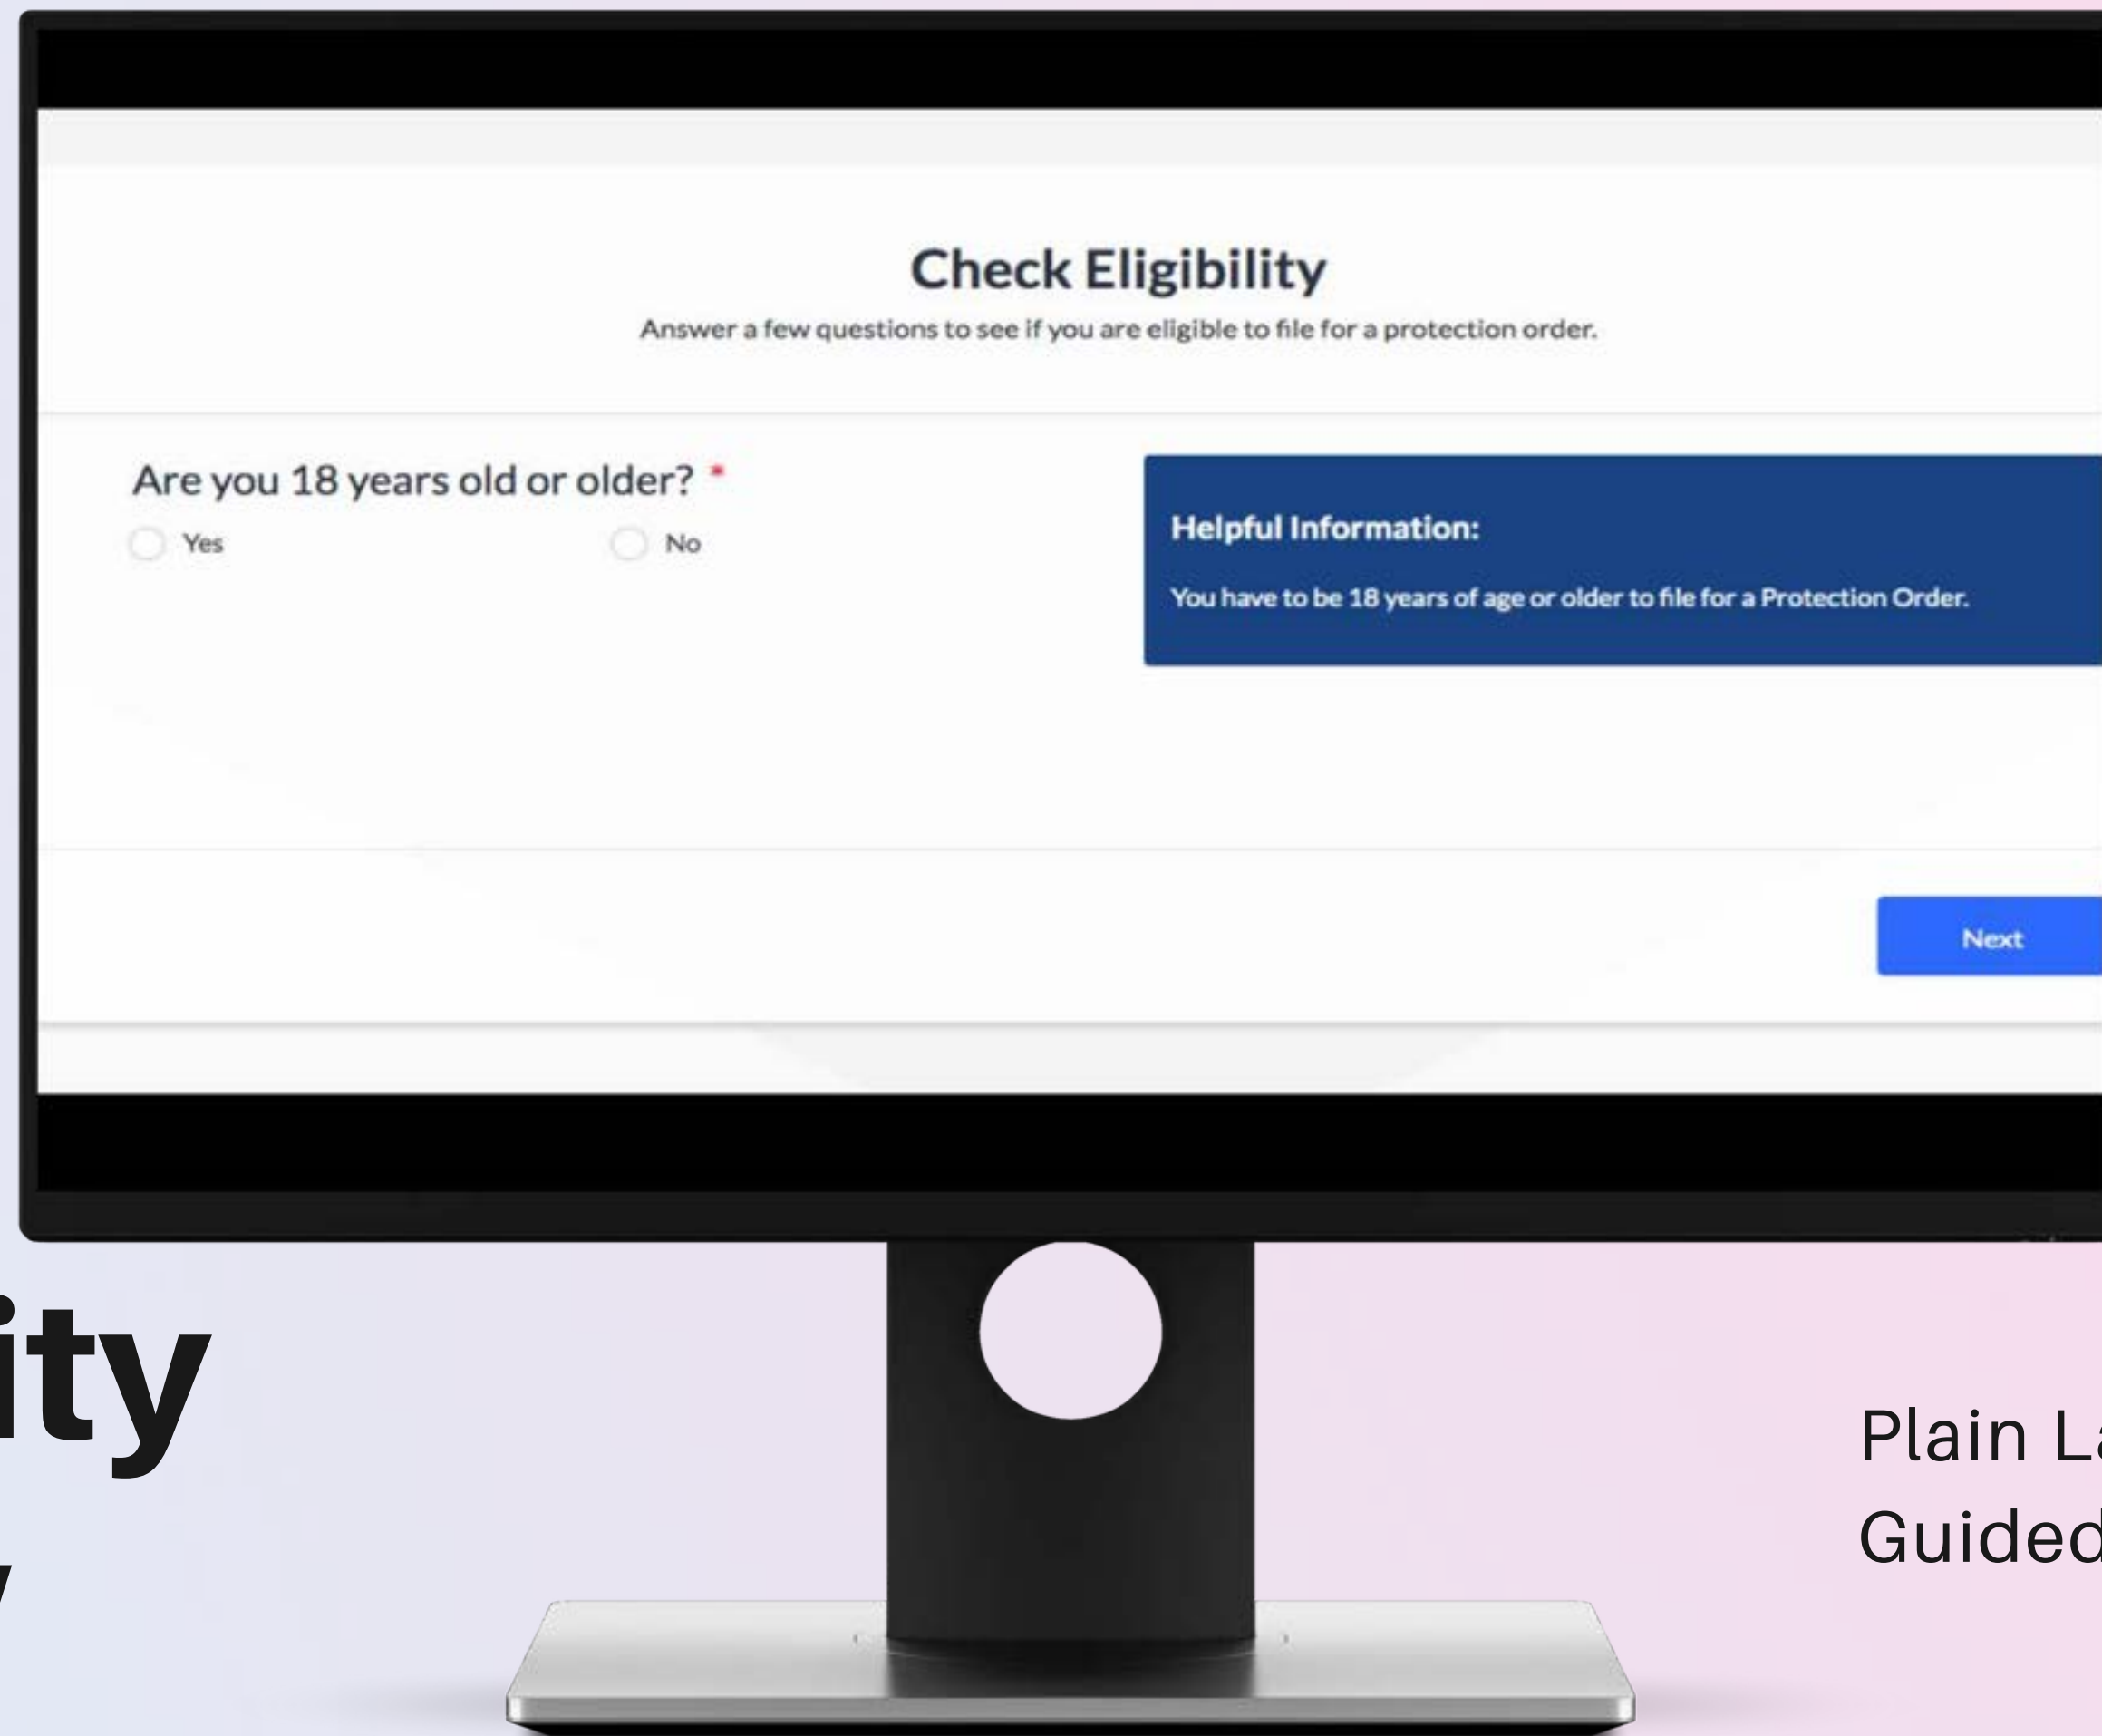 Check Eligibility
Answer a few questions to see if you are eligible to file for a protection order.
Are you 18 years old or older? *
Yes No
Helpful Information:
You have to be 18 years of age or older to file for a Protection Order.
Next
ity
Plain La
Guided
y